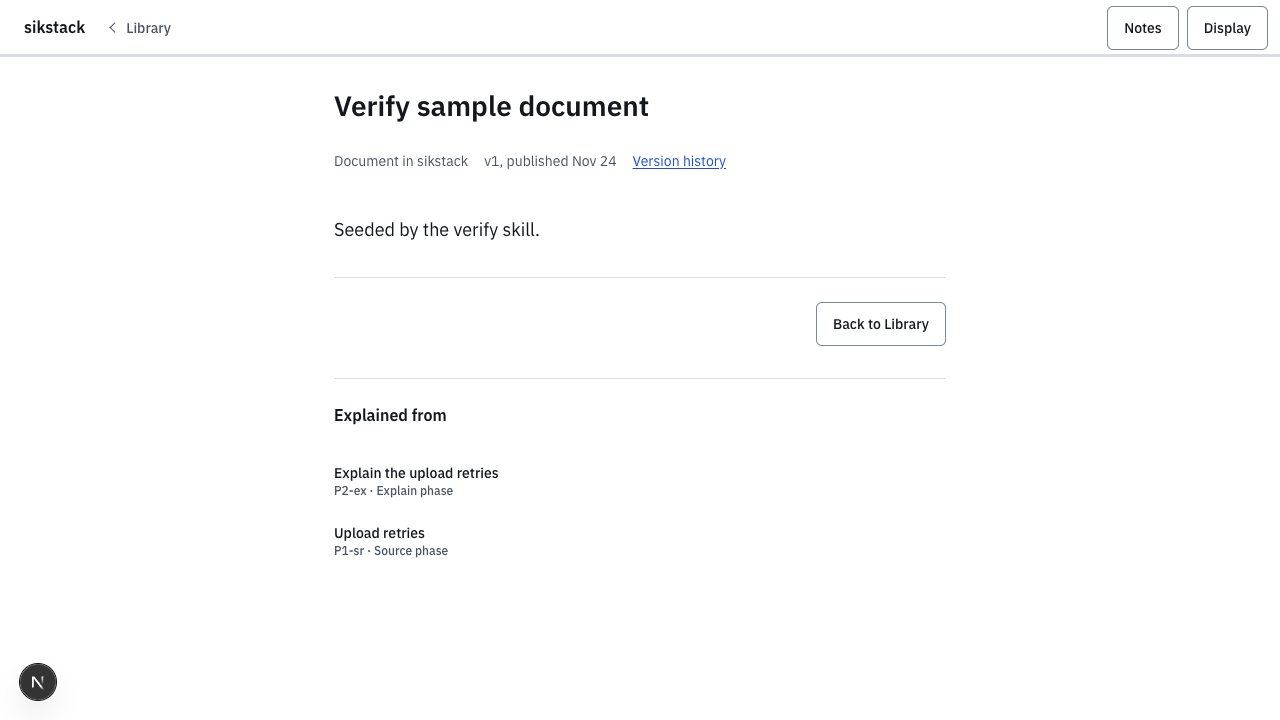 sikstack
Library
Notes
Display
Verify sample document
Document in sikstack v1, published Nov 24 Version history
Seeded by the verify skill.
Back to Library
Explained from
Explain the upload retries
P2-ex · Explain phase
Upload retries
P1-sr · Source phase
N